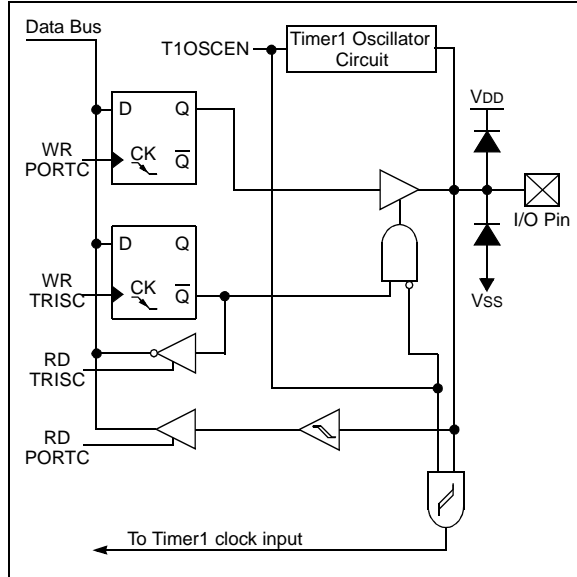 Data Bus
T1OSCEN
Timer1 Oscillator
Circuit
VDD
D Q
WR
PORTC
CK
Q
I/O Pin
D Q
WR
TRISC
CK
Q
VSS
RD
TRISC
RD
PORTC
To Timer1 clock input